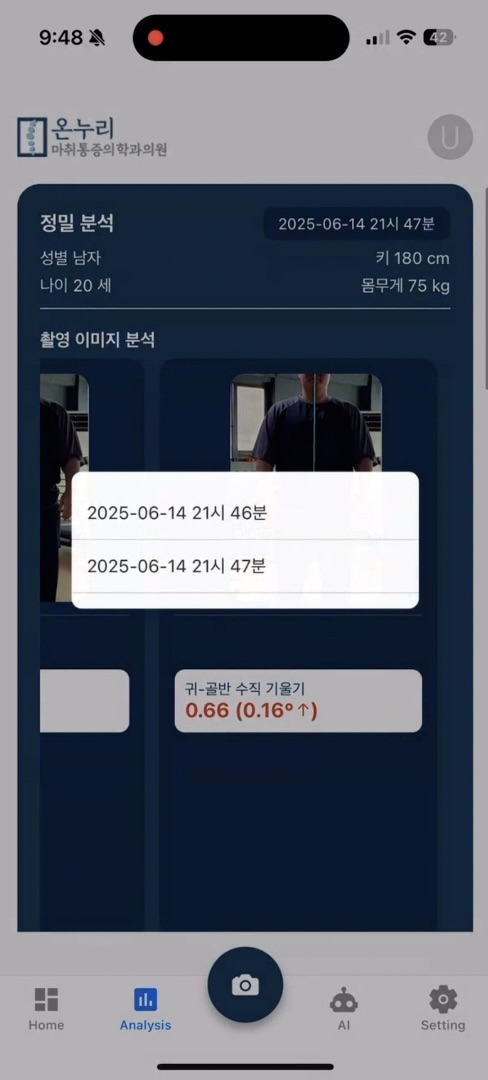 9:48
42
온누리
마취통증의학과의원
U
정밀 분석
2025-06-14 21시 47분
성별 남자
키 180 cm
나이 20 세
몸무게 75 kg
촬영 이미지 분석
2025-06-14 21시 46분
2025-06-14 21시 47분
귀-골반 수직 기울기
0.66 (0.16° ↑)
Home
Analysis
AI
Setting